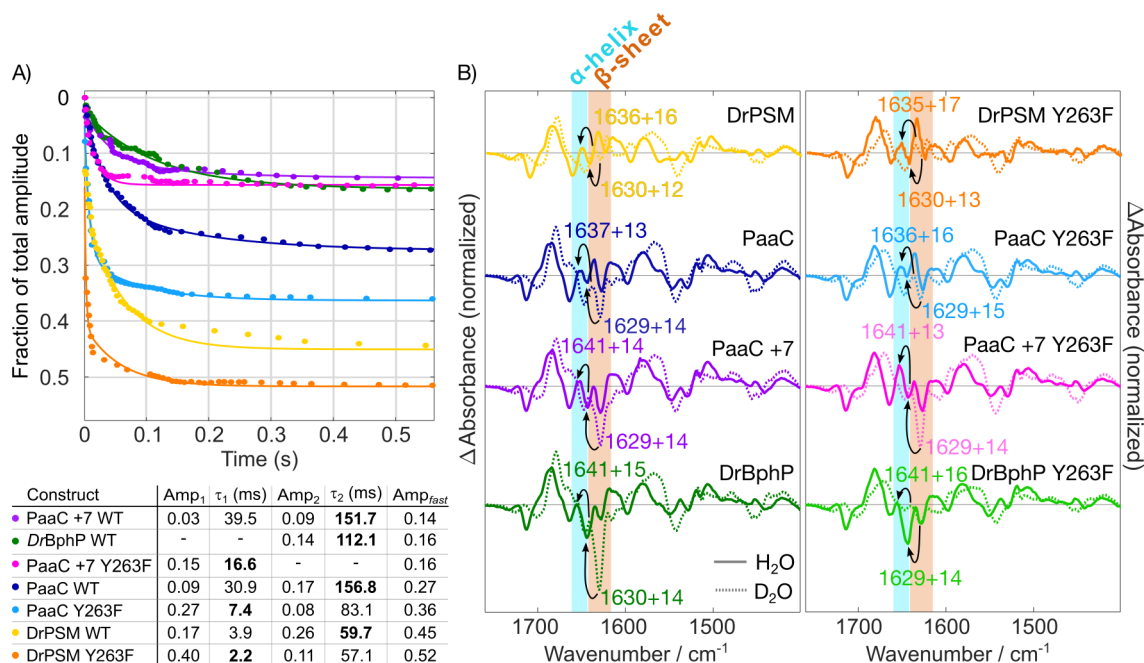 A)
0
0.1
0.2
0.3
0.4
0.5
Fraction of total amplitude
0 0.1 0.2 0.3 0.4 0.5
Time (s)
Construct Amp1 τ1 (ms) Amp2 τ2 (ms) Ampfast
PaaC +7 WT 0.03 39.5 0.09 151.7 0.14
DrBphP WT - - 0.14 112.1 0.16
PaaC +7 Y263F 0.15 16.6 - - 0.16
PaaC WT 0.09 30.9 0.17 156.8 0.27
PaaC Y263F 0.27 7.4 0.08 83.1 0.36
DrPSM WT 0.17 3.9 0.26 59.7 0.45
DrPSM Y263F 0.40 2.2 0.11 57.1 0.52
B)
α-helix
β-sheet
ΔAbsorbance (normalized)
DrPSM
1636+16
1630+12
PaaC
1637+13
1629+14
PaaC +7
1641+14
1629+14
DrBphP
1641+15
1630+14
1700 1600 1500
Wavenumber / cm-1
DrPSM Y263F
1635+17
1630+13
PaaC Y263F
1636+16
1629+15
PaaC +7 Y263F
1641+13
1629+14
DrBphP Y263F
1641+16
1629+14
H2O
D2O
1700 1600 1500
Wavenumber / cm-1
ΔAbsorbance (normalized)